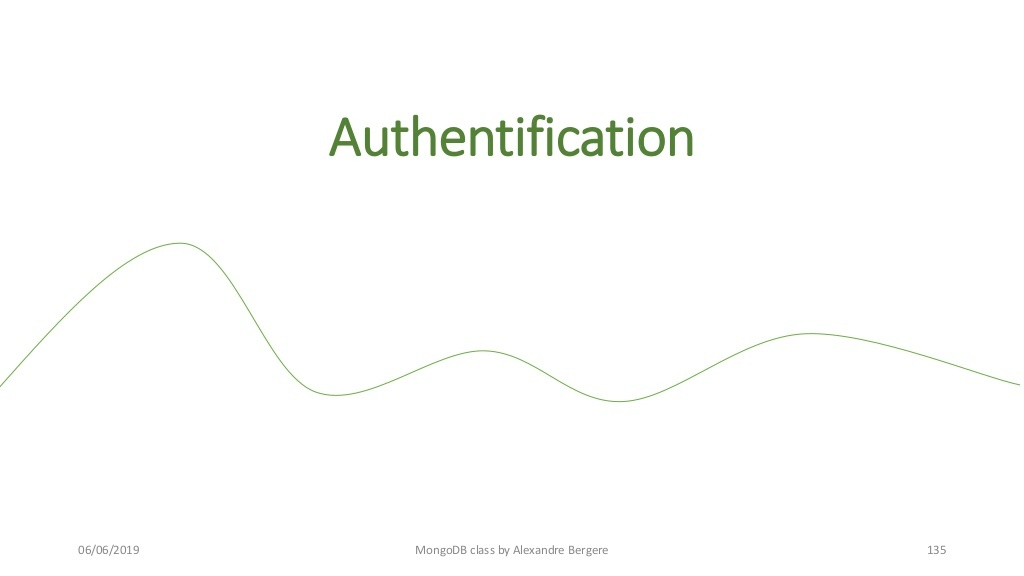 Authentification
06/06/2019
MongoDB class by Alexandre Bergere
135